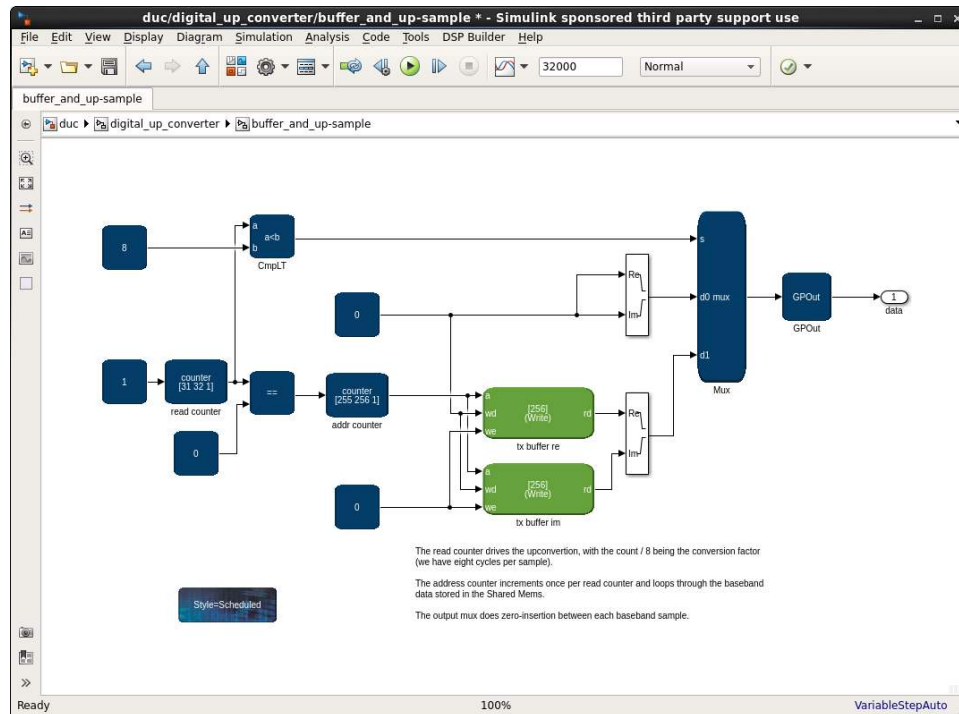 duc/digital_up_converter/buffer_and_up-sample * - Simulink sponsored third party support use
File Edit View Display Diagram Simulation Analysis Code Tools DSP Builder Help
32000 Normal
buffer_and_up-sample
duc digital_up_converter buffer_and_up-sample
8
a
b
a<b
CmpLT
s
d0 mux
d1
Mux
GPOut
GPOut
1
data
0
Re
Im
1
counter
[31 32 1]
read counter
==
counter
[255 256 1]
addr counter
0
a
wd
we
[256]
(Write)
rd
tx buffer re
Re
Im
0
a
wd
we
[256]
(Write)
rd
tx buffer im
The read counter drives the upconvertion, with the count / 8 being the conversion factor
(we have eight cycles per sample).
The address counter increments once per read counter and loops through the baseband
data stored in the Shared Mems.
The output mux does zero-insertion between each baseband sample.
Style=Scheduled
Ready 100% VariableStepAuto